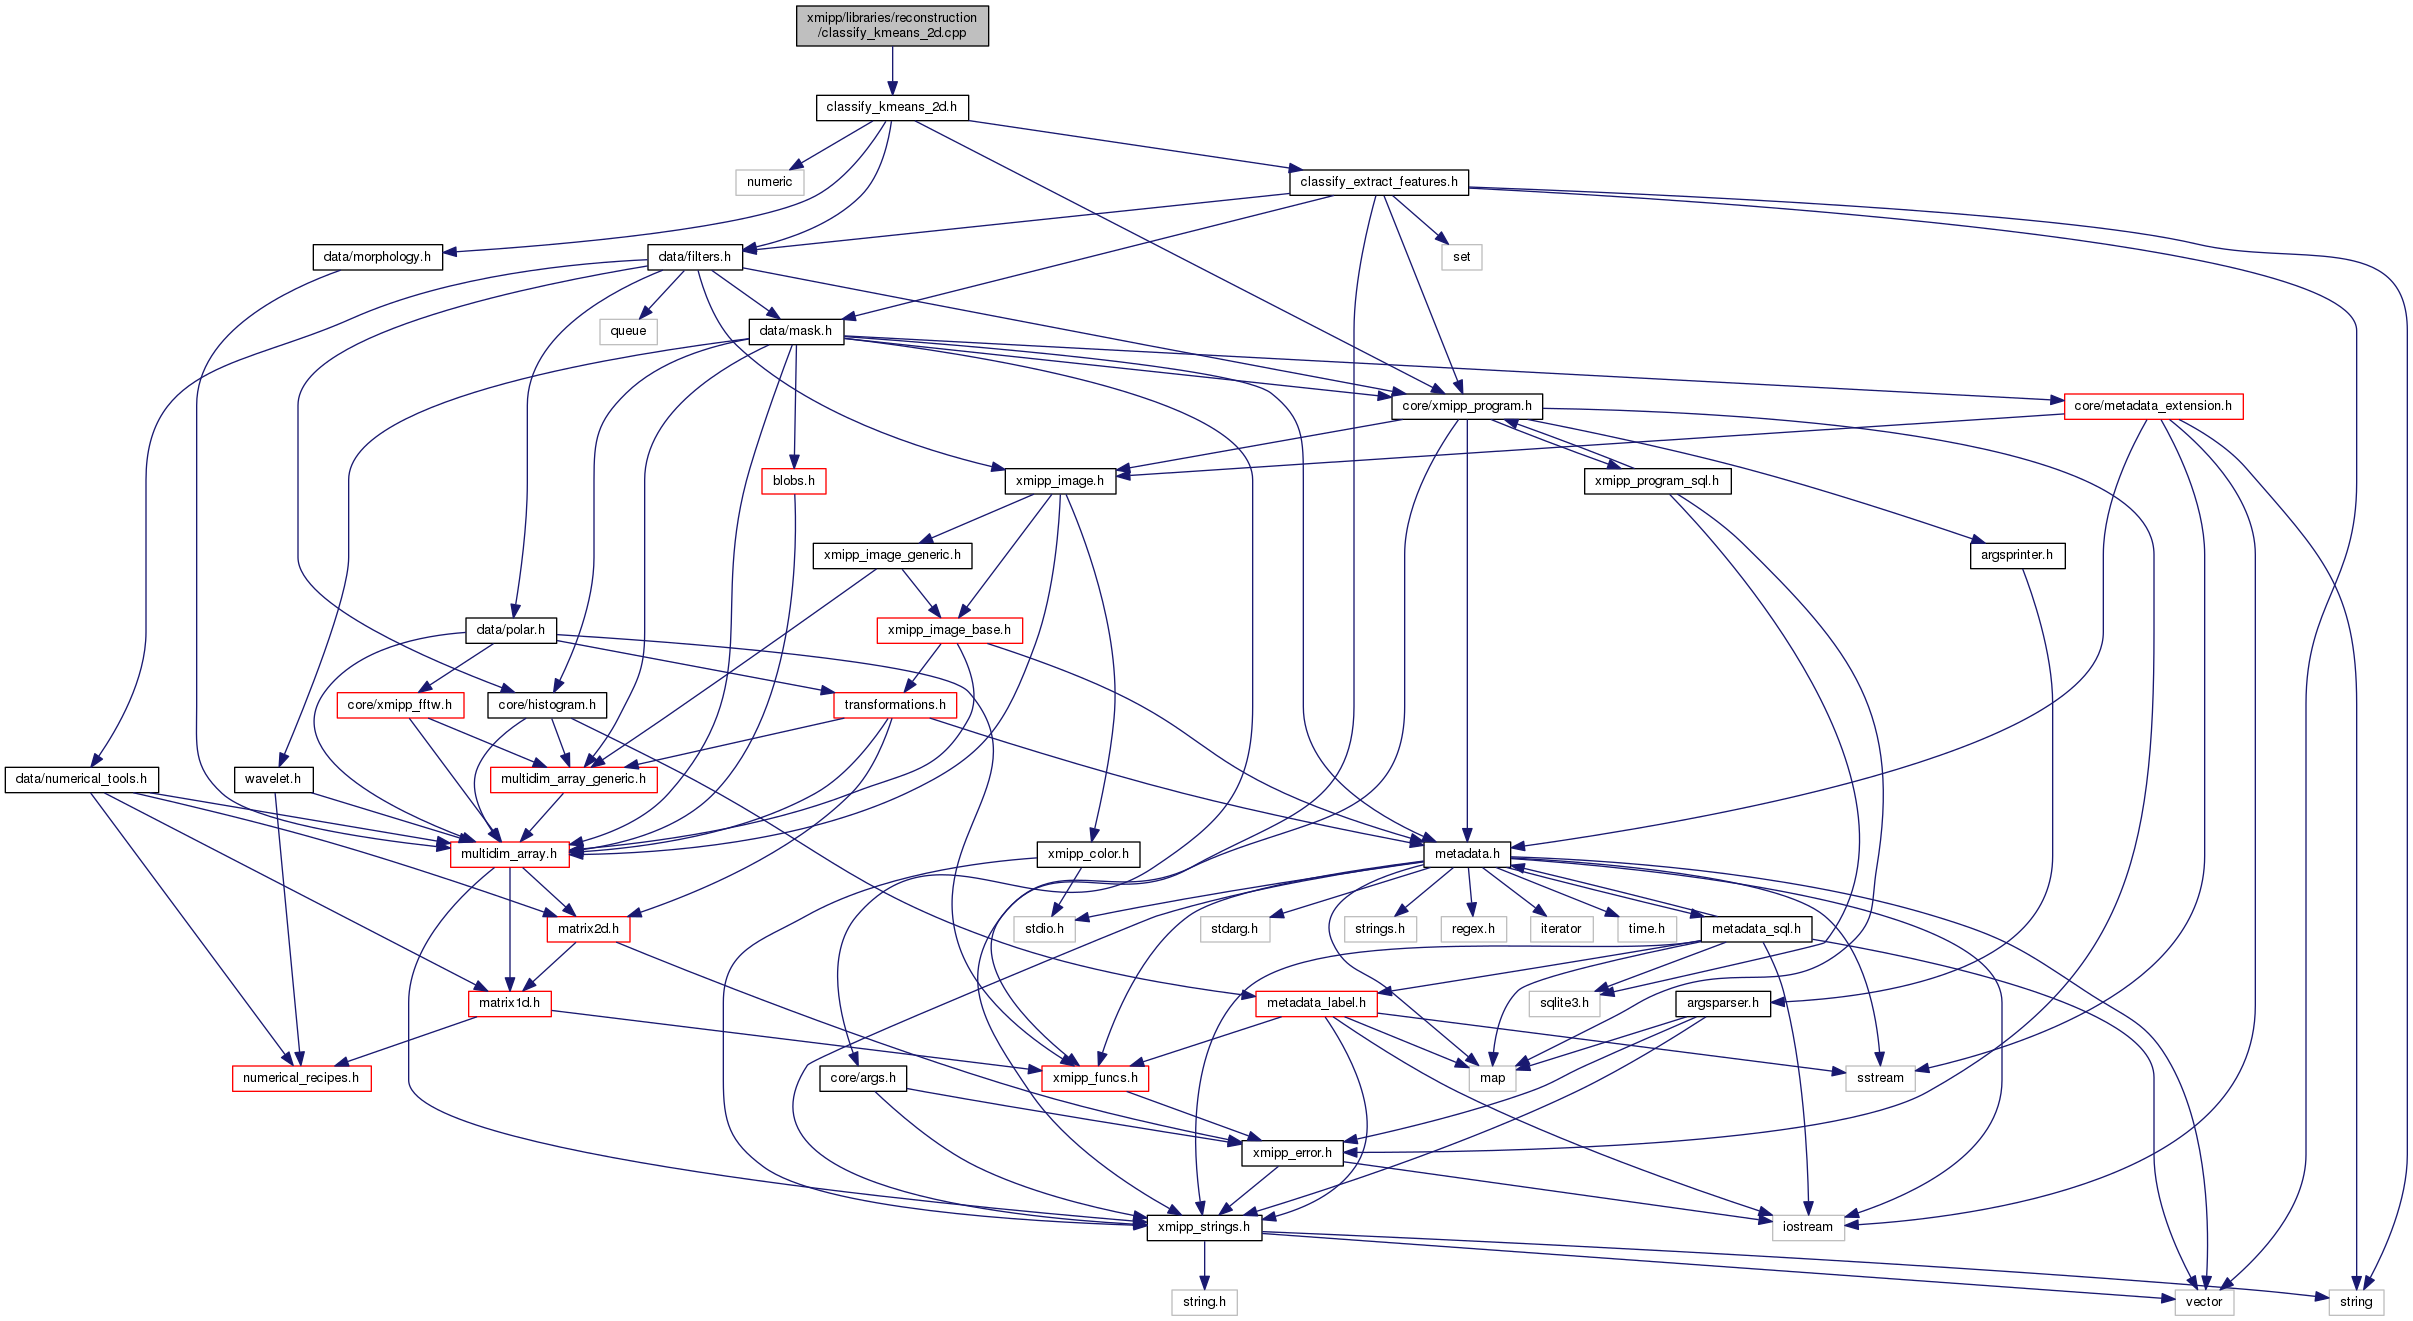 xmipp/libraries/reconstruction
/classify_kmeans_2d.cpp
classify_kmeans_2d.h
numeric
classify_extract_features.h
data/morphology.h
data/filters.h
set
queue
data/mask.h
core/xmipp_program.h
core/metadata_extension.h
blobs.h
xmipp_image.h
xmipp_program_sql.h
xmipp_image_generic.h
argsprinter.h
data/polar.h
xmipp_image_base.h
core/xmipp_fftw.h
core/histogram.h
transformations.h
data/numerical_tools.h
wavelet.h
multidim_array_generic.h
multidim_array.h
xmipp_color.h
metadata.h
matrix2d.h
stdio.h
stdarg.h
strings.h
regex.h
iterator
time.h
metadata_sql.h
matrix1d.h
metadata_label.h
sqlite3.h
argsparser.h
numerical_recipes.h
core/args.h
xmipp_funcs.h
map
sstream
xmipp_error.h
xmipp_strings.h
iostream
string.h
vector
string